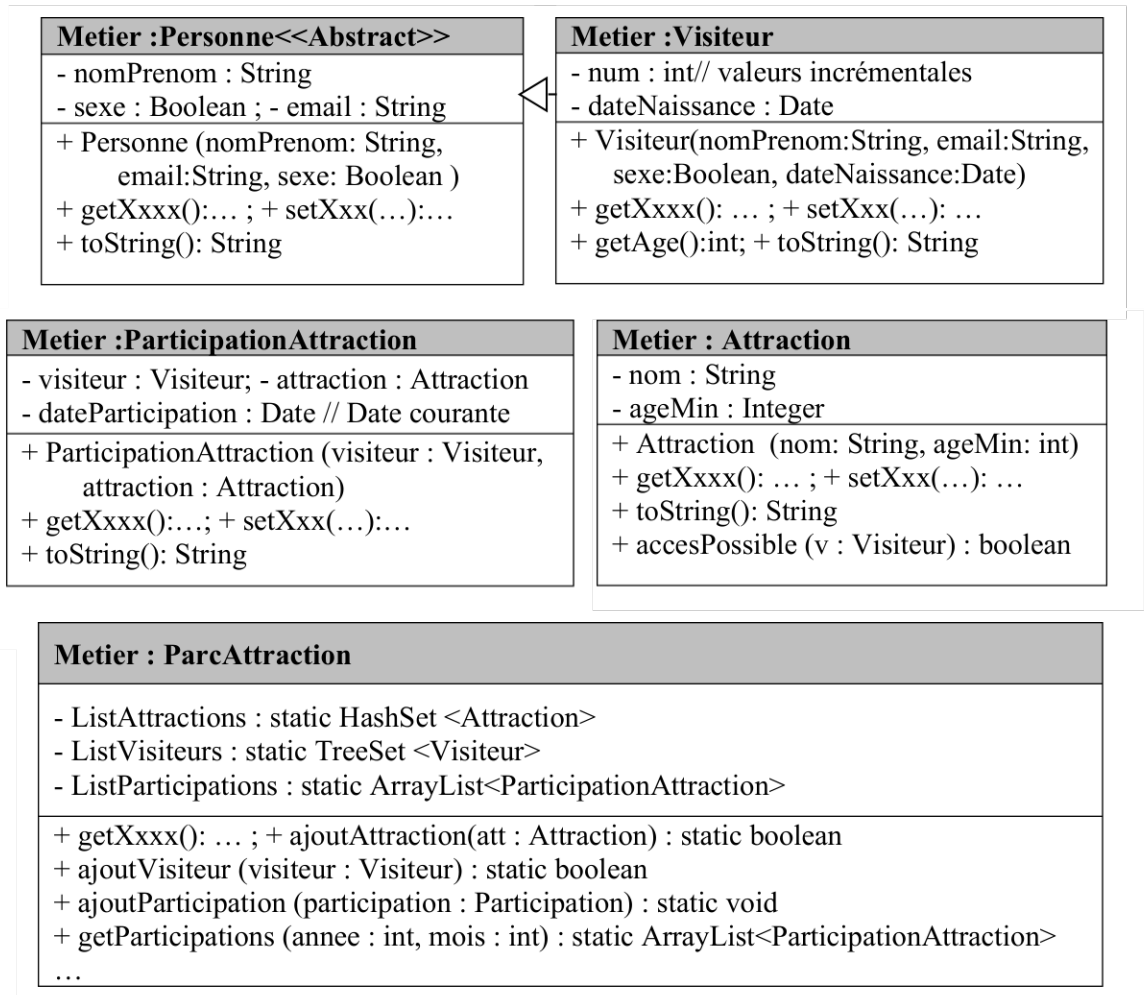 Metier :Personne<<Abstract>>
- nomPrenom : String
- sexe : Boolean ; - email : String
+ Personne (nomPrenom: String,
email:String, sexe: Boolean )
+ getXxxx():… ; + setXxx(…):…
+ toString(): String
Metier :Visiteur
- num : int// valeurs incrémentales
- dateNaissance : Date
+ Visiteur(nomPrenom:String, email:String,
sexe:Boolean, dateNaissance:Date)
+ getXxxx(): … ; + setXxx(…): …
+ getAge():int; + toString(): String
Metier :ParticipationAttraction
- visiteur : Visiteur; - attraction : Attraction
- dateParticipation : Date // Date courante
+ ParticipationAttraction (visiteur : Visiteur,
attraction : Attraction)
+ getXxxx():…; + setXxx(…):…
+ toString(): String
Metier : Attraction
- nom : String
- ageMin : Integer
+ Attraction (nom: String, ageMin: int)
+ getXxxx(): … ; + setXxx(…): …
+ toString(): String
+ accesPossible (v : Visiteur) : boolean
Metier : ParcAttraction
- ListAttractions : static HashSet <Attraction>
- ListVisiteurs : static TreeSet <Visiteur>
- ListParticipations : static ArrayList<ParticipationAttraction>
+ getXxxx(): … ; + ajoutAttraction(att : Attraction) : static boolean
+ ajoutVisiteur (visiteur : Visiteur) : static boolean
+ ajoutParticipation (participation : Participation) : static void
+ getParticipations (annee : int, mois : int) : static ArrayList<ParticipationAttraction>
…